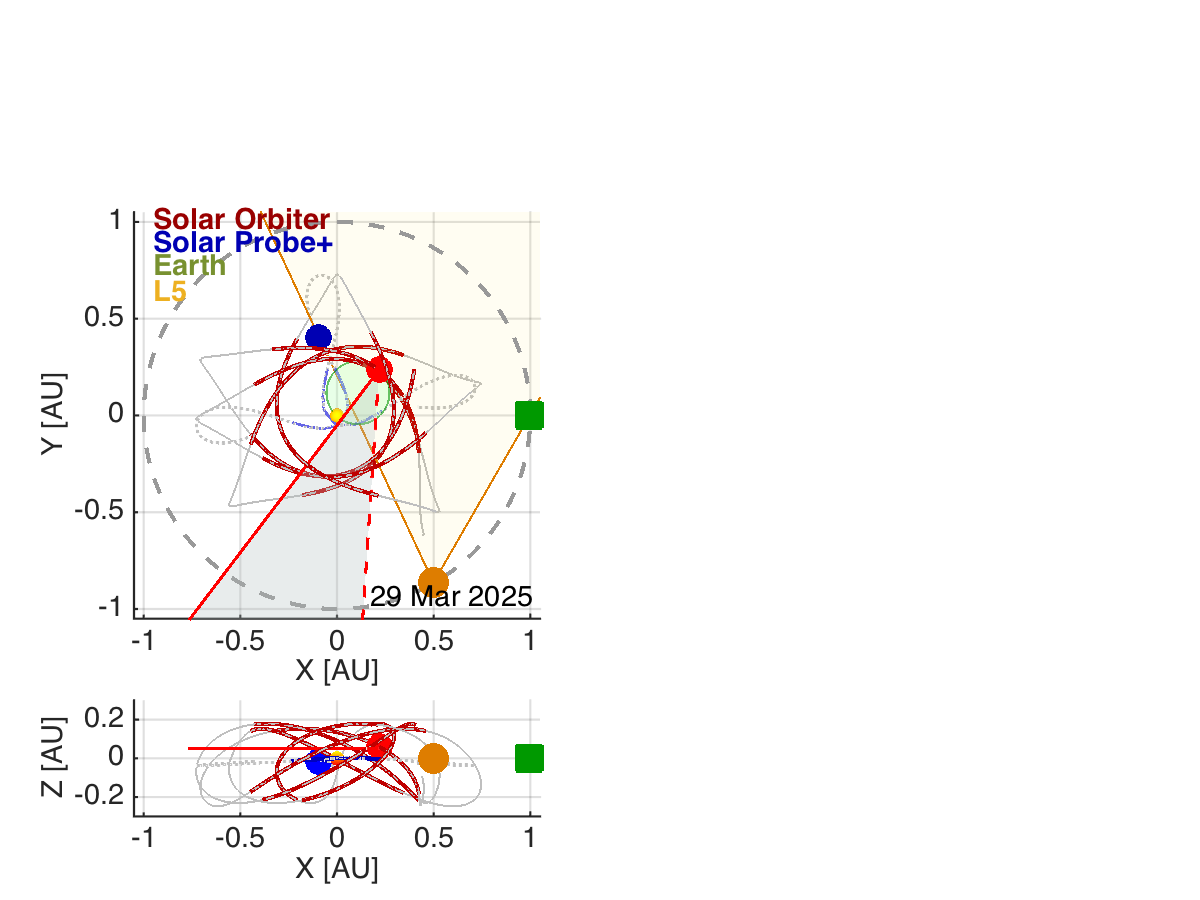 Solar Orbiter
Solar Probe+
Earth
L5
1
0.5
0
-0.5
-1
Y [AU]
29 Mar 2025
-1 -0.5 0 0.5 1
X [AU]
0.2
0
-0.2
Z [AU]
-1 -0.5 0 0.5 1
X [AU]